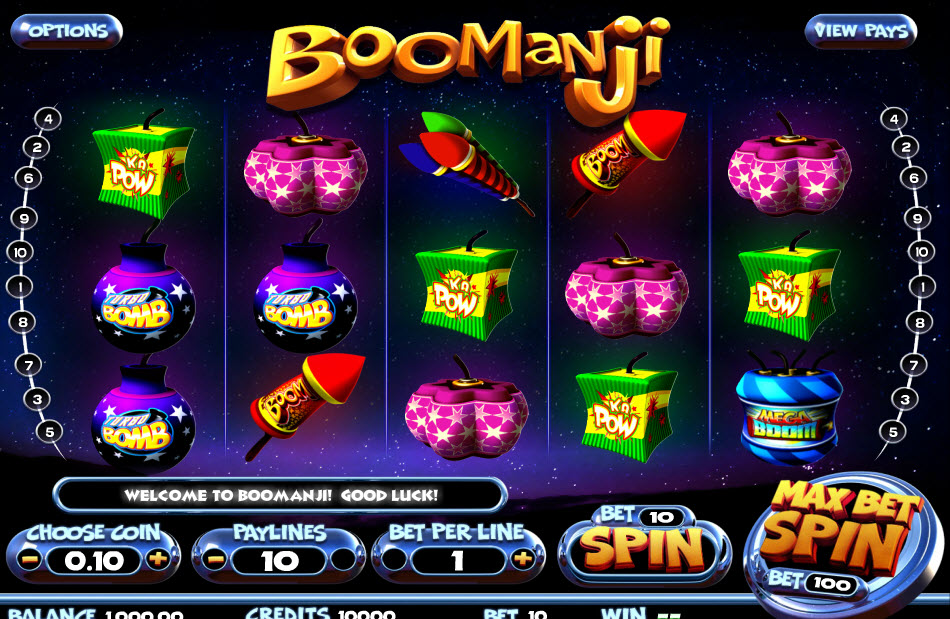 OPTIONS
BOOMANJI
VIEW PAYS
4
2
6
9
10
1
8
7
3
5
4
2
6
9
10
1
8
7
3
5
KA
POW
BOOM
TURBO
BOMB
TURBO
BOMB
KA
POW
KA
POW
TURBO
BOMB
BOOM
KA
POW
MEGA
BOOM
WELCOME TO BOOMANJI! GOOD LUCK!
CHOOSE COIN
- 0.10 +
PAYLINES
- 10
BET PER LINE
1 +
BET 10
SPIN
MAX BET
SPIN
BET 100
BALANCE 1,000.00 CREDITS 10000 BET 10 WIN --